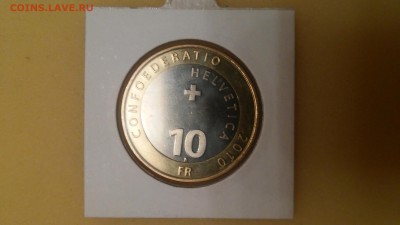 COINS.LAVE.RU
CONFOEDERATIO
HELVETICA 2010
10
FR